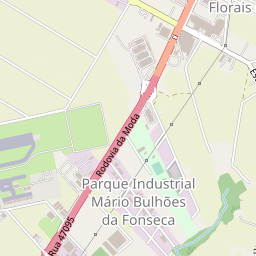 Florais
Rodovia da Moda
Parque Industrial
Mário Bulhões
da Fonseca
Rua 47095